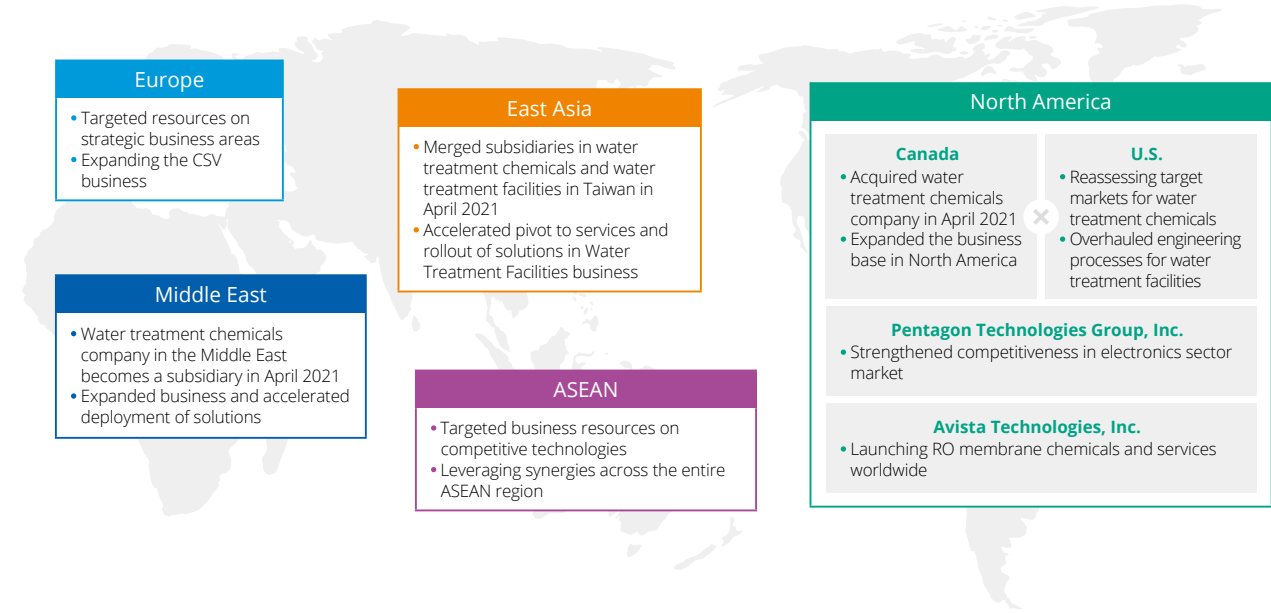 Europe
• Targeted resources on
strategic business areas
• Expanding the CSV
business
Middle East
• Water treatment chemicals
company in the Middle East
becomes a subsidiary in April 2021
• Expanded business and accelerated
deployment of solutions
East Asia
• Merged subsidiaries in water
treatment chemicals and water
treatment facilities in Taiwan in
April 2021
• Accelerated pivot to services and
rollout of solutions in Water
Treatment Facilities business
ASEAN
• Targeted business resources on
competitive technologies
• Leveraging synergies across the entire
ASEAN region
North America
Canada
• Acquired water
treatment chemicals
company in April 2021
• Expanded the business
base in North America
×
U.S.
• Reassessing target
markets for water
treatment chemicals
• Overhauled engineering
processes for water
treatment facilities
Pentagon Technologies Group, Inc.
• Strengthened competitiveness in electronics sector
market
Avista Technologies, Inc.
• Launching RO membrane chemicals and services
worldwide